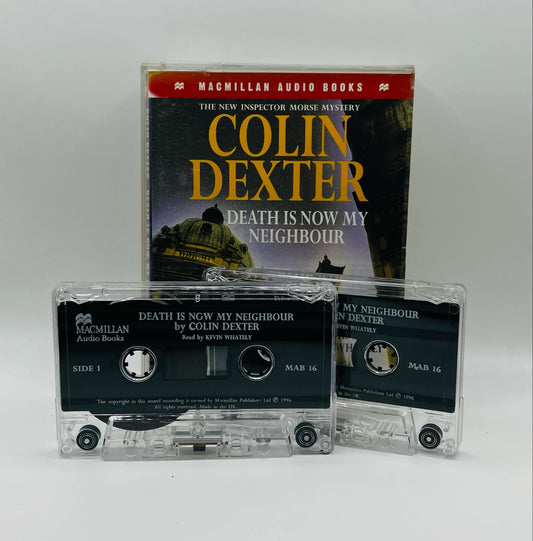 MACMILLAN AUDIO BOOKS
THE NEW INSPECTOR MORSE MYSTERY
COLIN
DEXTER
DEATH IS NOW MY
NEIGHBOUR
MACMILLAN
Audio Books
DEATH IS NOW MY NEIGHBOUR
by COLIN DEXTER
Read by KEVIN WHATELY
SIDE 1
MAB 16
The copyright in this sound recording is owned by Macmillan Publishers Ltd ℗ 1996
All rights reserved. Made in the UK.
NOW MY NEIGHBOUR
IN DEXTER
KEVIN WHATELY
MAB 16
Macmillan Publishers Ltd ℗ 1996